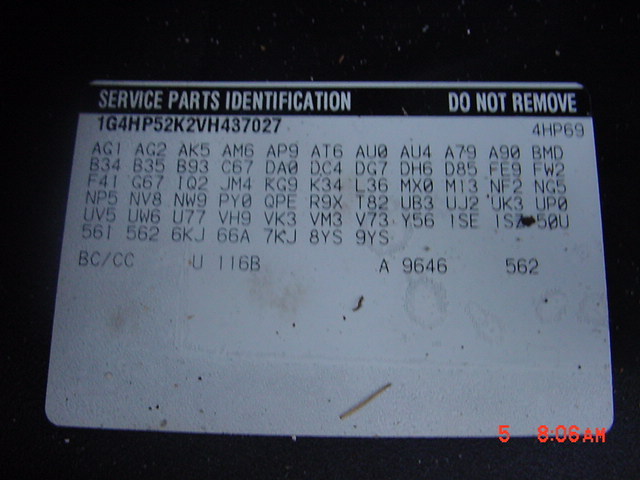 SERVICE PARTS IDENTIFICATION DO NOT REMOVE
1G4HP52K2VH437027 4HP69
AG1 AG2 AK5 AM6 AP9 AT6 AU0 AU4 A79 A90 BMD
B34 B35 B93 C67 DA0 DC4 DG7 DH6 D85 FE9 FW2
F41 G67 IQ2 JM4 KG9 K34 L36 MX0 M13 NF2 NG5
NP5 NV8 NW9 PY0 QPE R9X T82 UB3 UJ2 UK3 UP0
UV5 UW6 U77 VH9 VK3 VM3 V73 Y56 1SE 1SZ 50U
561 562 6KJ 66A 7KJ 8YS 9YS
BC/CC U 116B A 9646 562
5 8:06AM